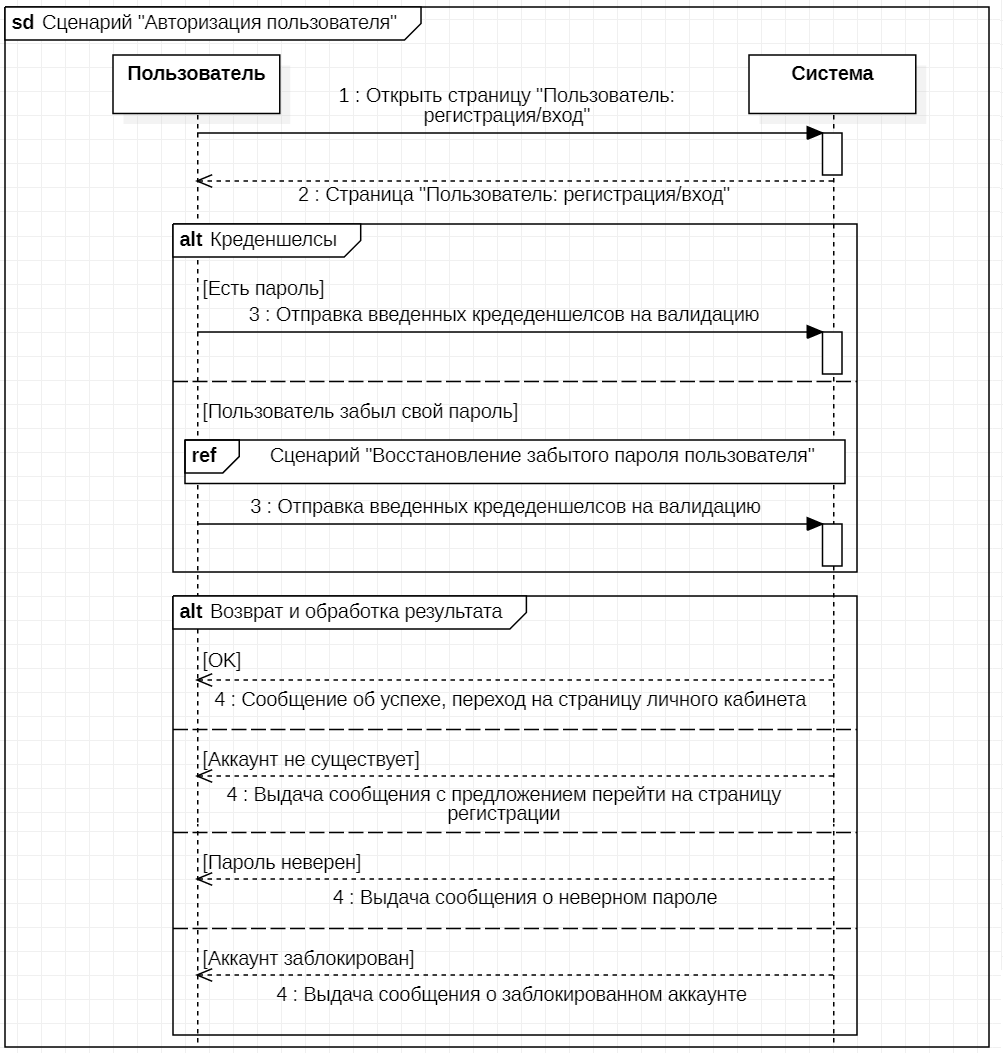 sd Сценарий "Авторизация пользователя"
Пользователь
Система
1 : Открыть страницу "Пользователь:
регистрация/вход"
2 : Страница "Пользователь: регистрация/вход"
alt Креденшелсы
[Есть пароль]
3 : Отправка введенных кредеденшелсов на валидацию
[Пользователь забыл свой пароль]
ref Сценарий "Восстановление забытого пароля пользователя"
3 : Отправка введенных кредеденшелсов на валидацию
alt Возврат и обработка результата
[OK]
4 : Сообщение об успехе, переход на страницу личного кабинета
[Аккаунт не существует]
4 : Выдача сообщения с предложением перейти на страницу
регистрации
[Пароль неверен]
4 : Выдача сообщения о неверном пароле
[Аккаунт заблокирован]
4 : Выдача сообщения о заблокированном аккаунте